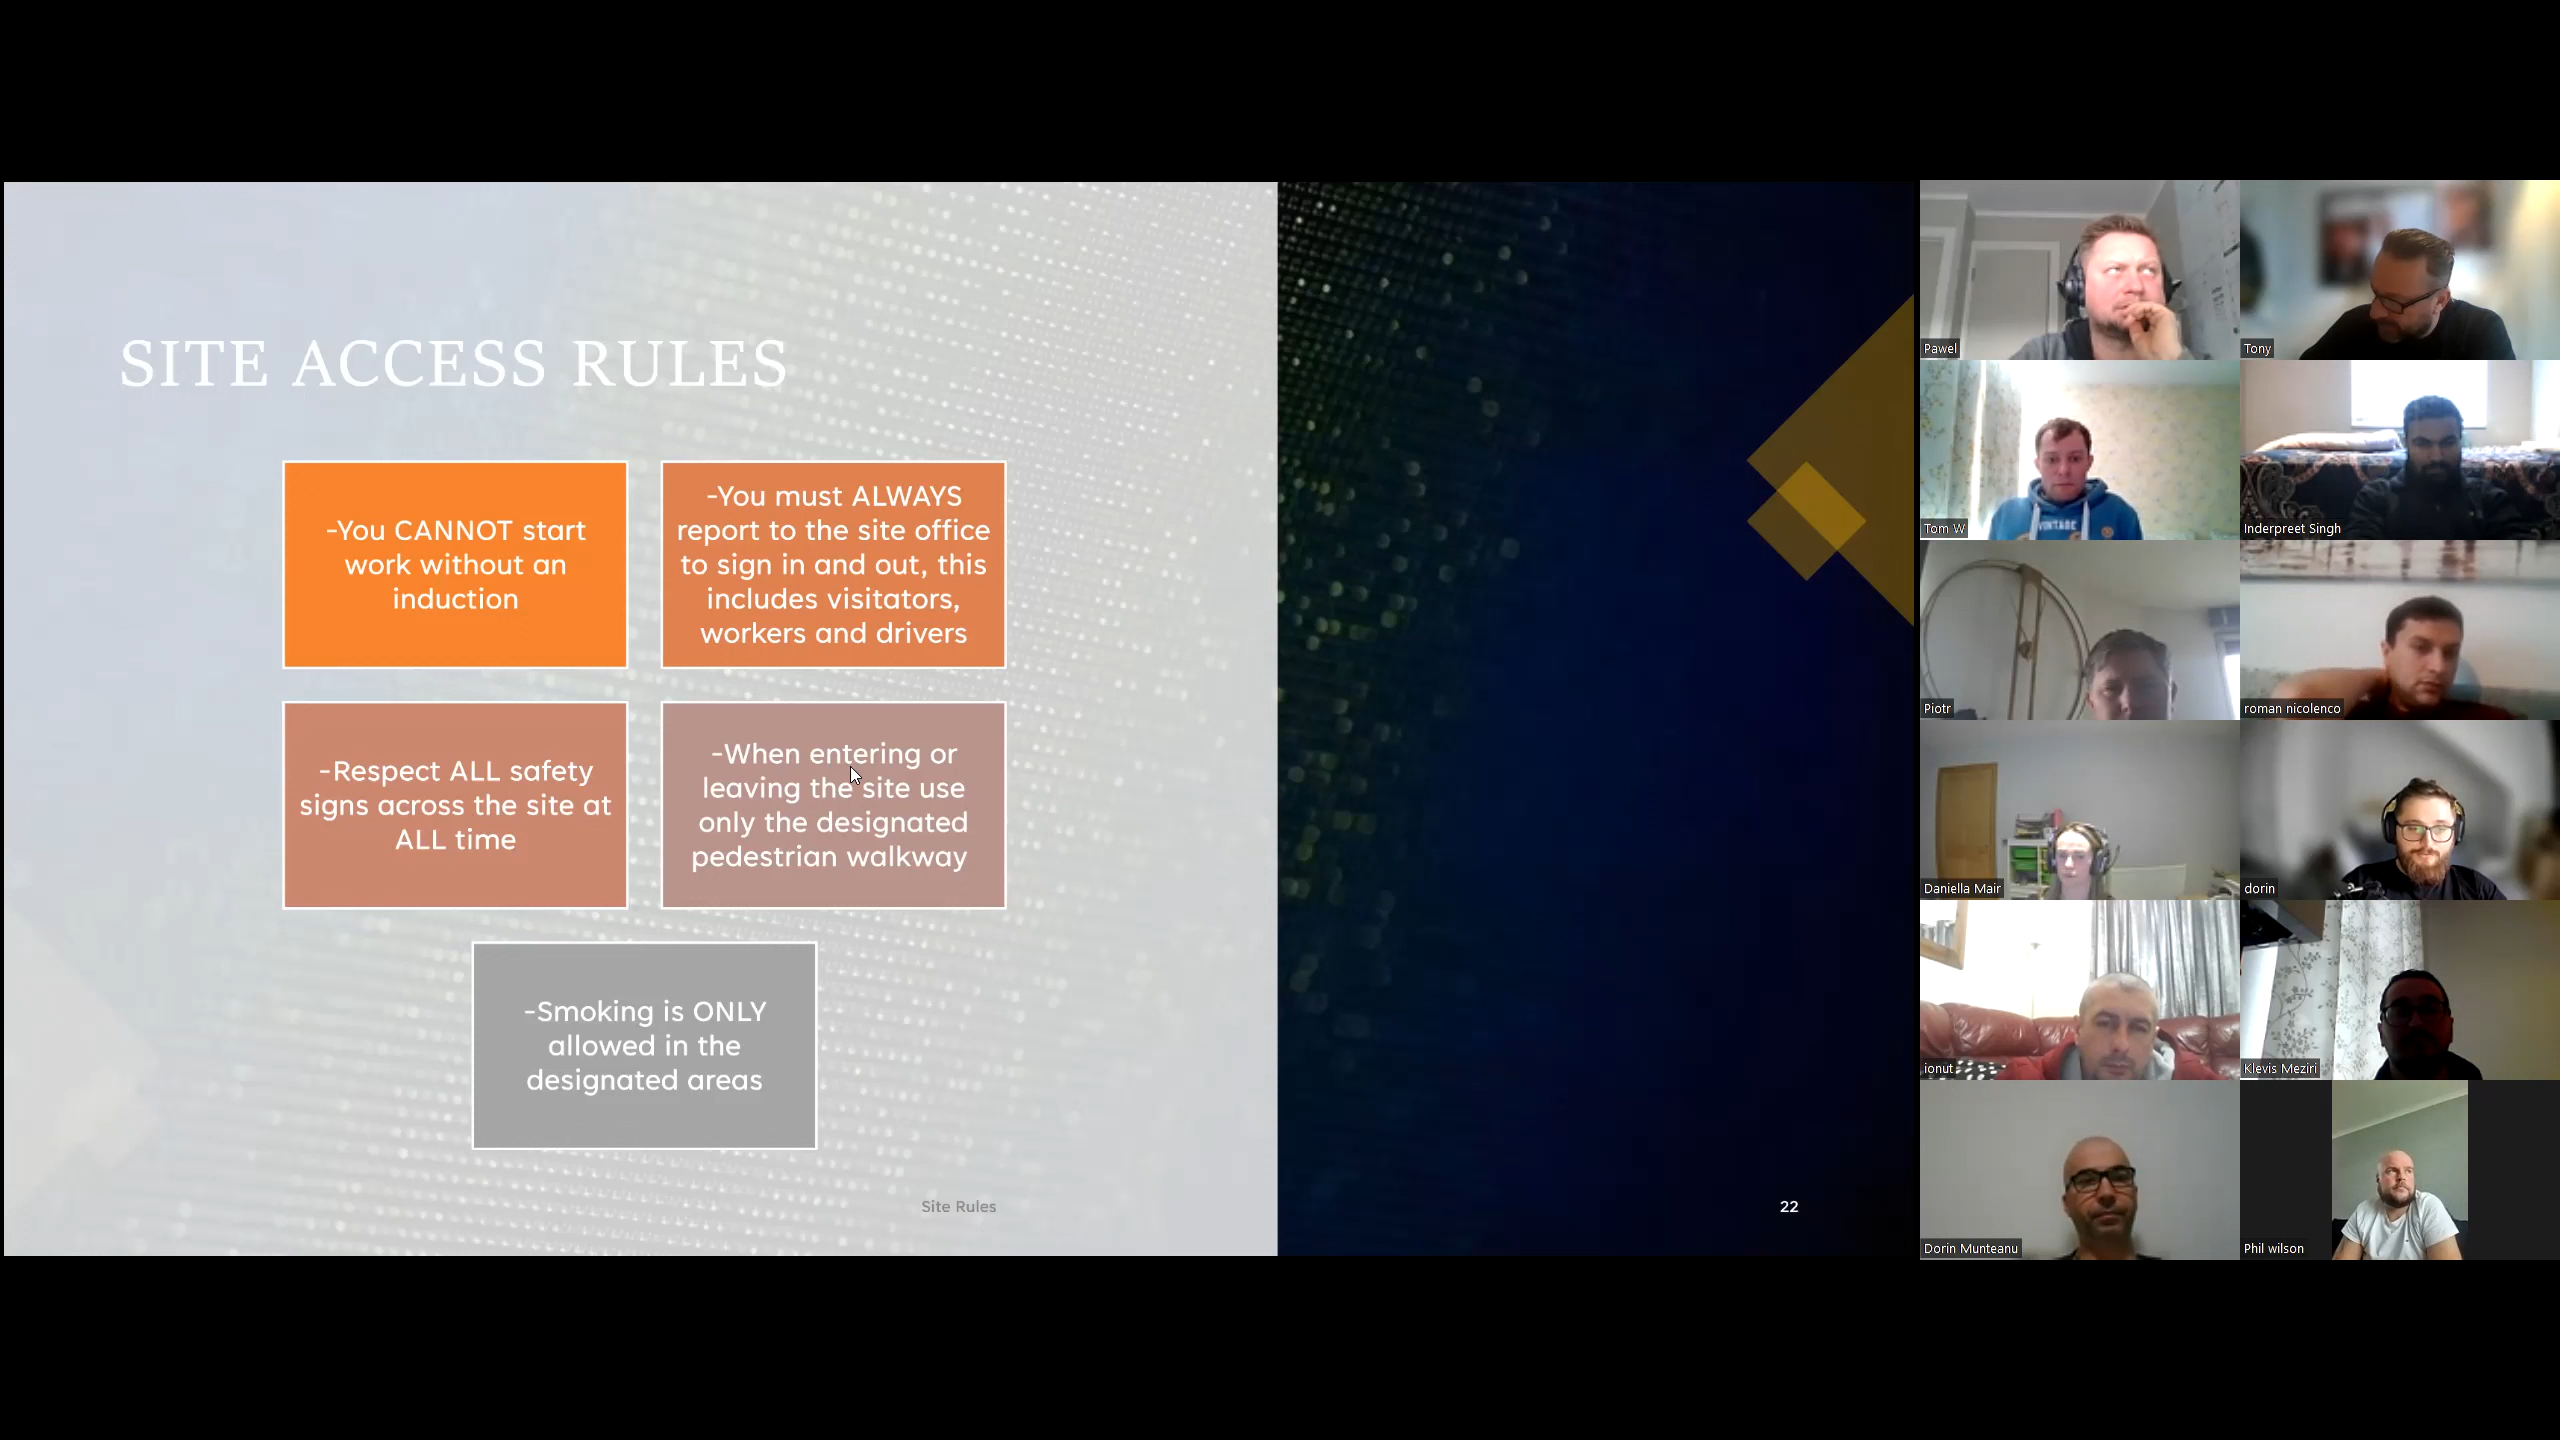 SITE ACCESS RULES
-You CANNOT start
work without an
induction
-You must ALWAYS
report to the site office
to sign in and out, this
includes visitators,
workers and drivers
-Respect ALL safety
signs across the site at
ALL time
-When entering or
leaving the site use
only the designated
pedestrian walkway
-Smoking is ONLY
allowed in the
designated areas
Site Rules
22
Pawel
Tony
Tom W
VINTAGE
Inderpreet Singh
Piotr
roman nicolenco
Daniella Mair
dorin
ionut
Klevis Meziri
Dorin Munteanu
Phil wilson